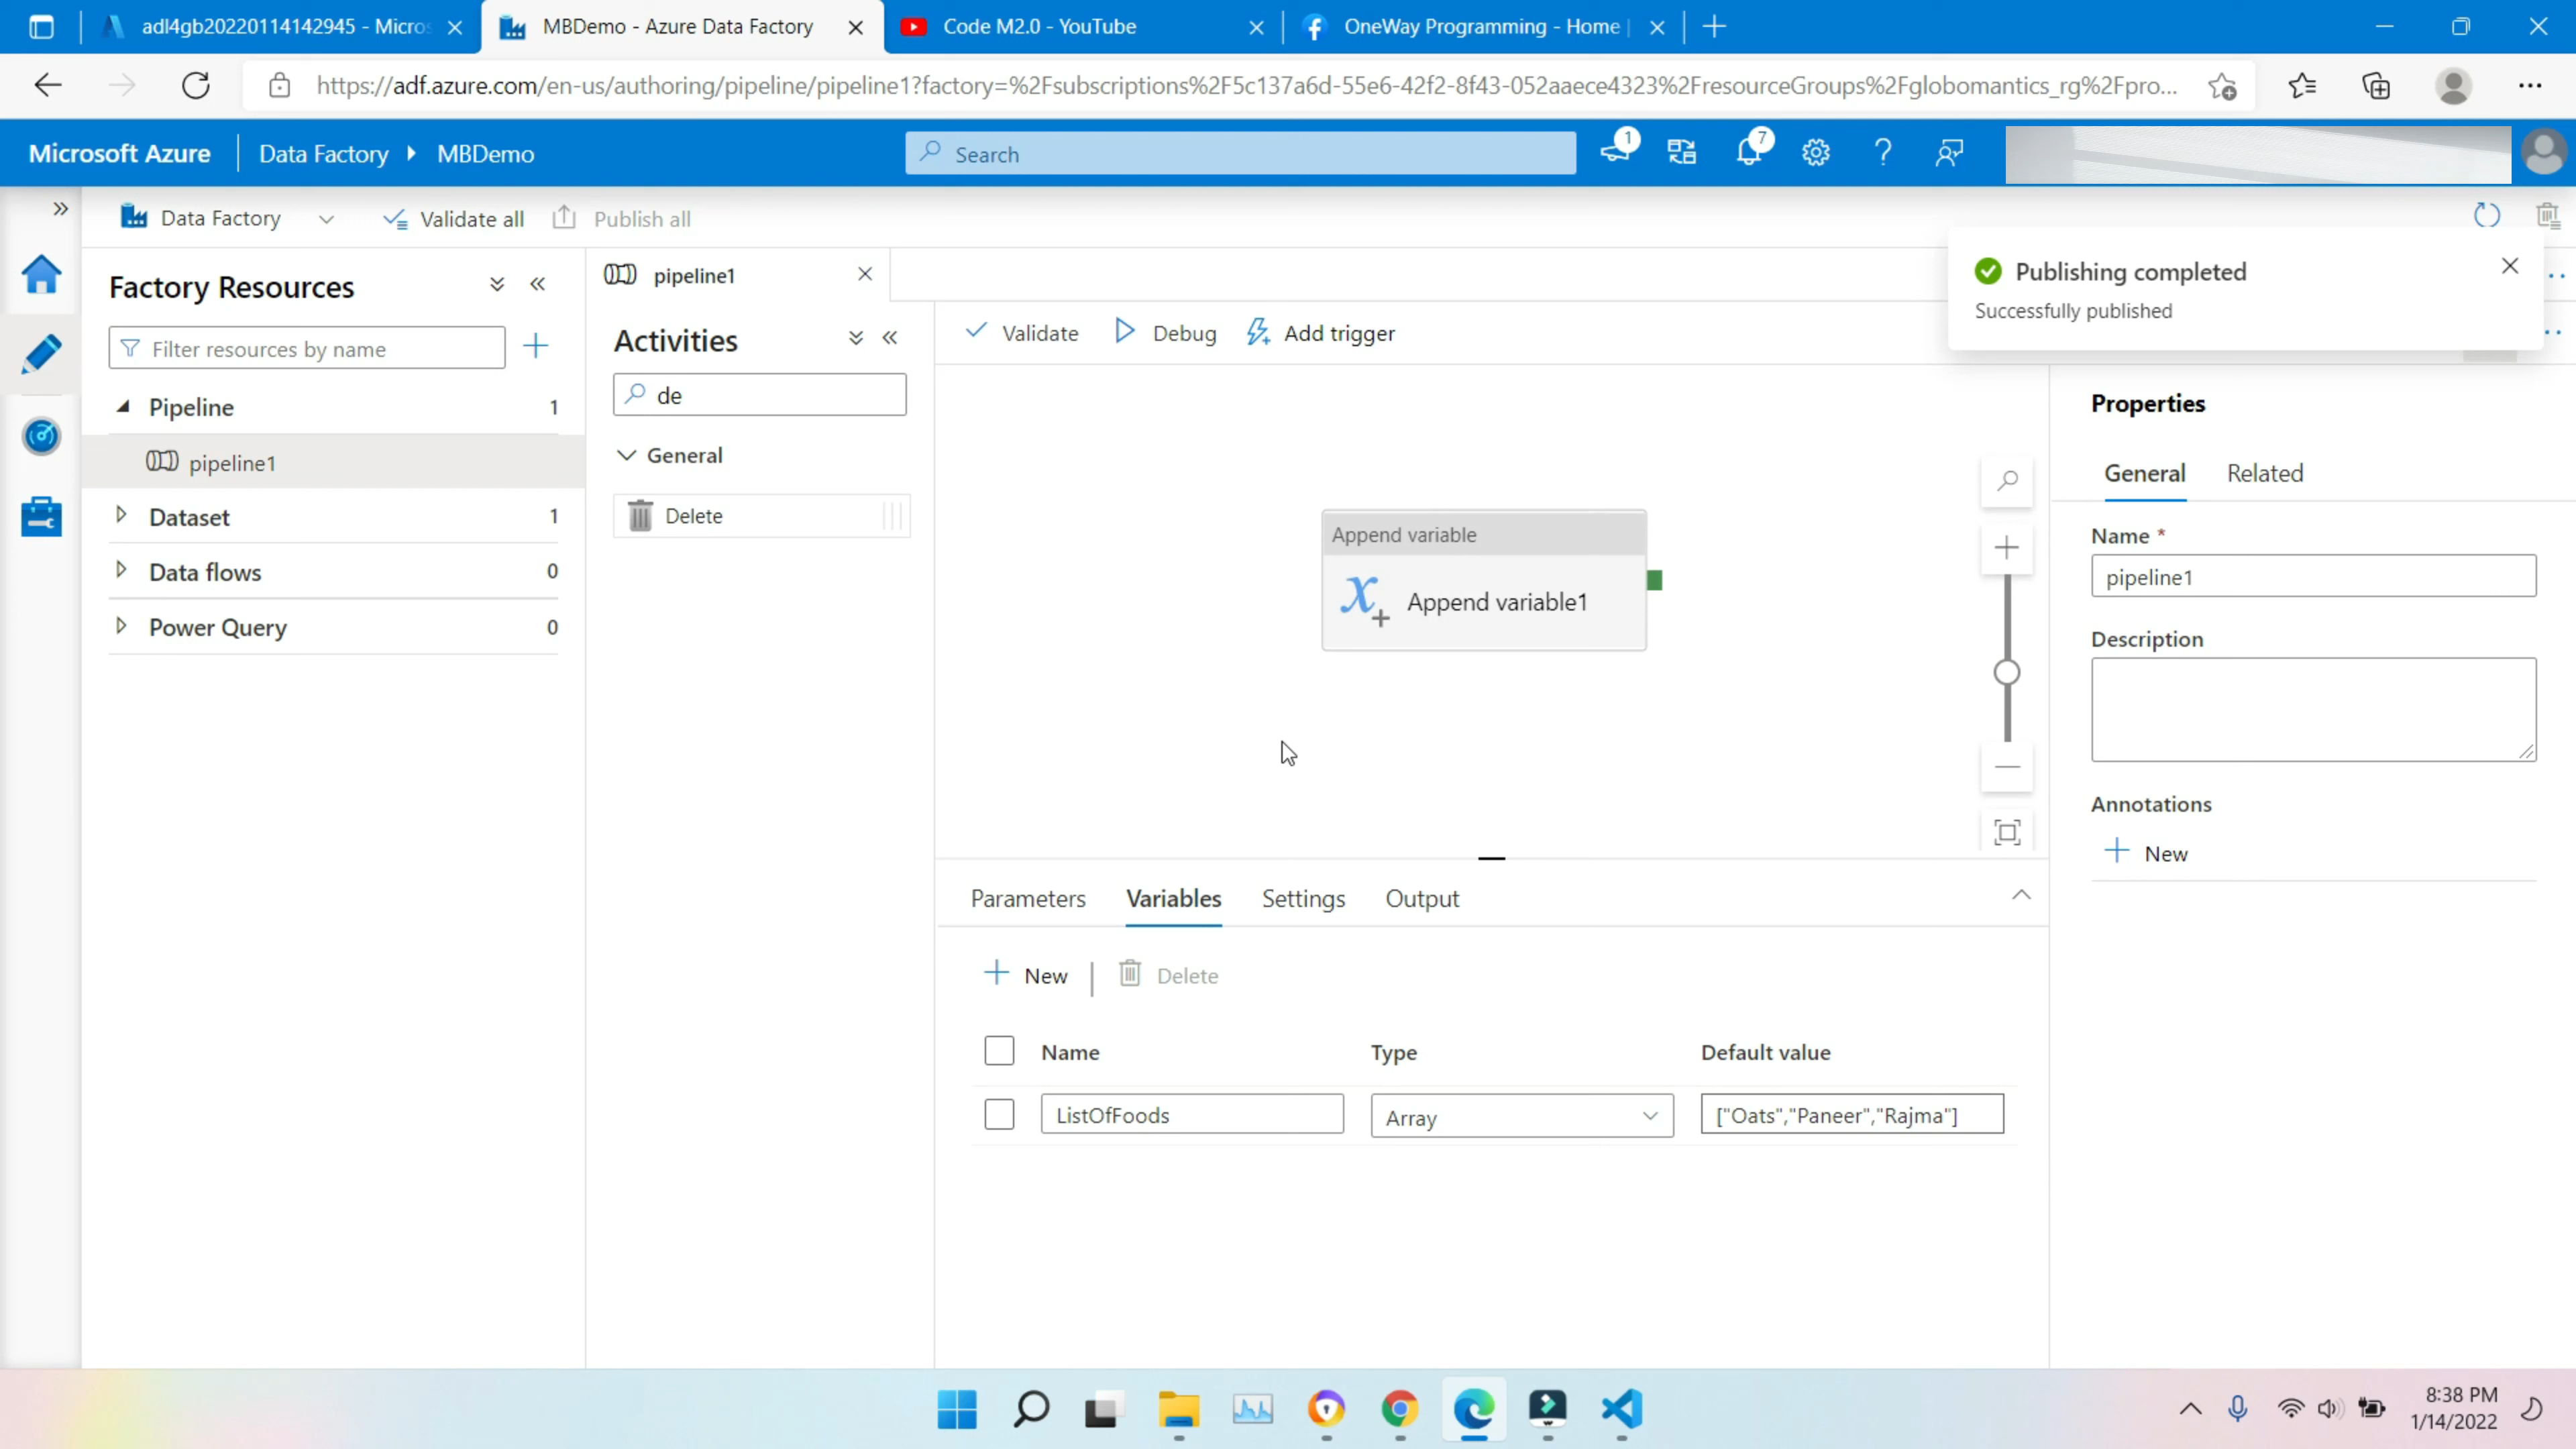 adl4gb20220114142945 - Micros
MBDemo - Azure Data Factory
Code M2.0 - YouTube
OneWay Programming - Home |
https://adf.azure.com/en-us/authoring/pipeline/pipeline1?factory=%2Fsubscriptions%2F5c137a6d-55e6-42f2-8f43-052aaece4323%2FresourceGroups%2Fglobomantics_rg%2Fpro...
Microsoft Azure
Data Factory
MBDemo
Search
1
7
Data Factory
Validate all
Publish all
Publishing completed
Successfully published
Factory Resources
Filter resources by name
Pipeline 1
pipeline1
Dataset 1
Data flows 0
Power Query 0
pipeline1
Activities
de
General
Delete
Validate
Debug
Add trigger
Append variable
Append variable1
Parameters
Variables
Settings
Output
New
Delete
Name Type Default value
ListOfFoods Array ["Oats","Paneer","Rajma"]
Properties
General
Related
Name *
pipeline1
Description
Annotations
New
8:38 PM
1/14/2022